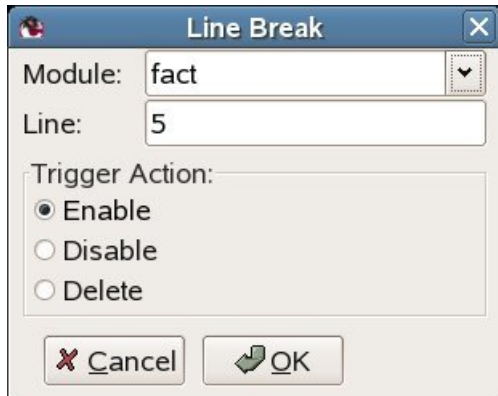 Line Break
Module: fact
Line: 5
Trigger Action:
Enable
Disable
Delete
Cancel OK